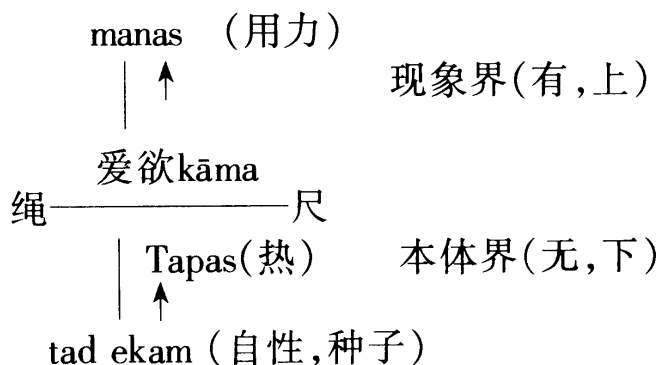 manas （用力）
现象界(有,上)
爱欲kāma
绳 尺
Tapas(热) 本体界(无,下)
tad ekam（自性,种子）